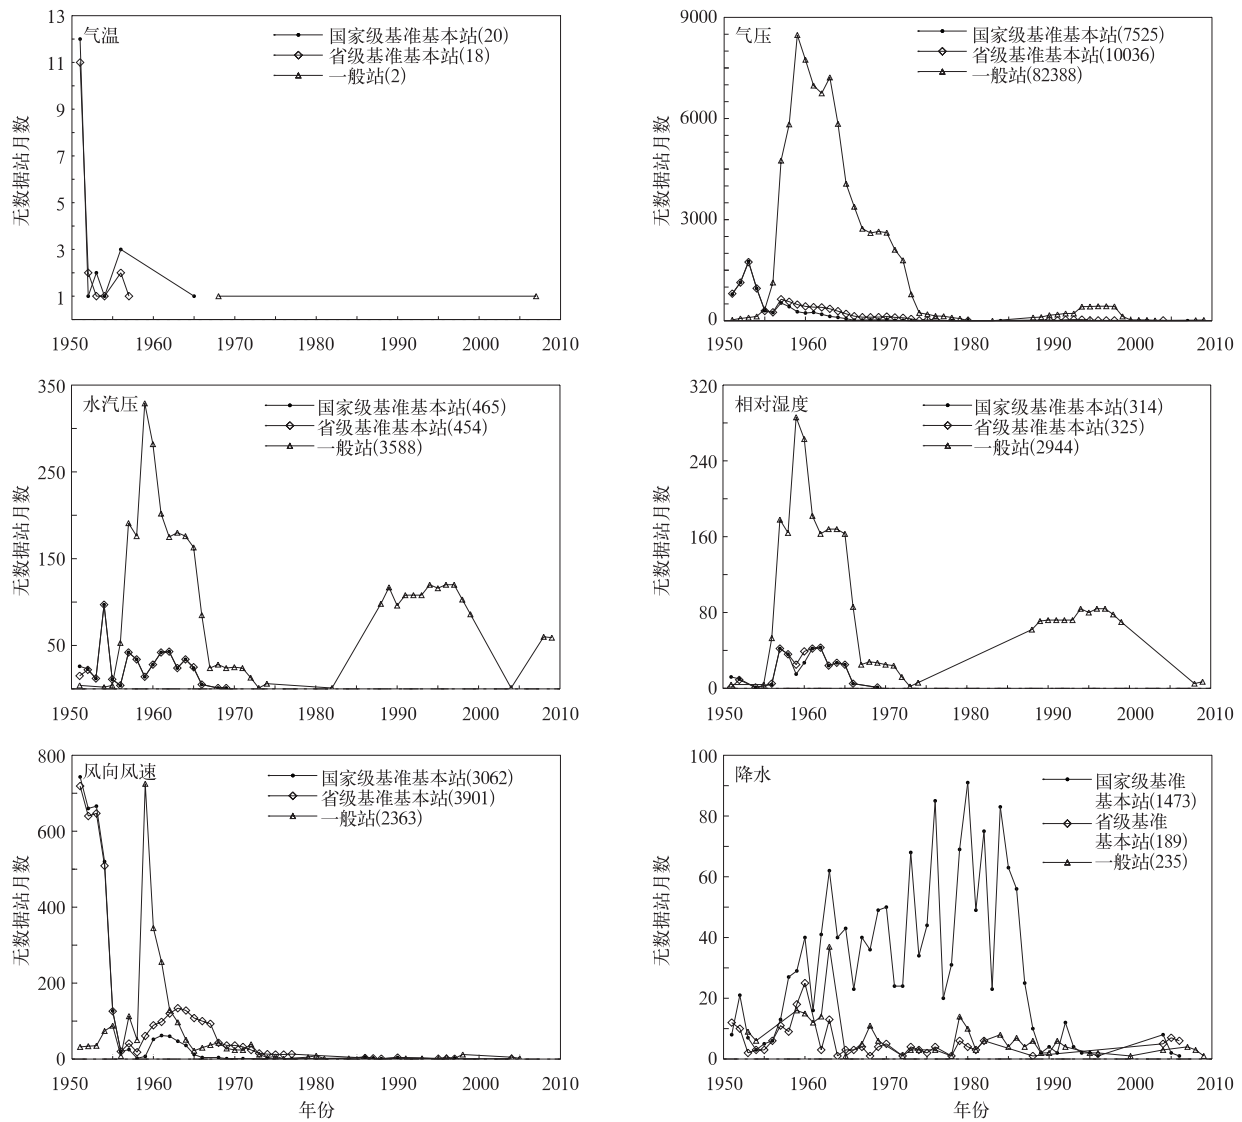 气温
国家级基准基本站(20)
省级基准基本站(18)
一般站(2)
13
11
9
7
5
3
1
无数据站月数
1950 1960 1970 1980 1990 2000 2010
气压
国家级基准基本站(7525)
省级基准基本站(10036)
一般站(82388)
9000
6000
3000
0
无数据站月数
1950 1960 1970 1980 1990 2000 2010
水汽压
国家级基准基本站(465)
省级基准基本站(454)
一般站(3588)
350
250
150
50
无数据站月数
1950 1960 1970 1980 1990 2000 2010
相对湿度
国家级基准基本站(314)
省级基准基本站(325)
一般站(2944)
320
240
160
80
0
无数据站月数
1950 1960 1970 1980 1990 2000 2010
风向风速
国家级基准基本站(3062)
省级基准基本站(3901)
一般站(2363)
800
600
400
200
0
无数据站月数
1950 1960 1970 1980 1990 2000 2010
年份
降水
国家级基准
基本站(1473)
省级基准
基本站(189)
一般站(235)
100
80
60
40
20
0
无数据站月数
1950 1960 1970 1980 1990 2000 2010
年份